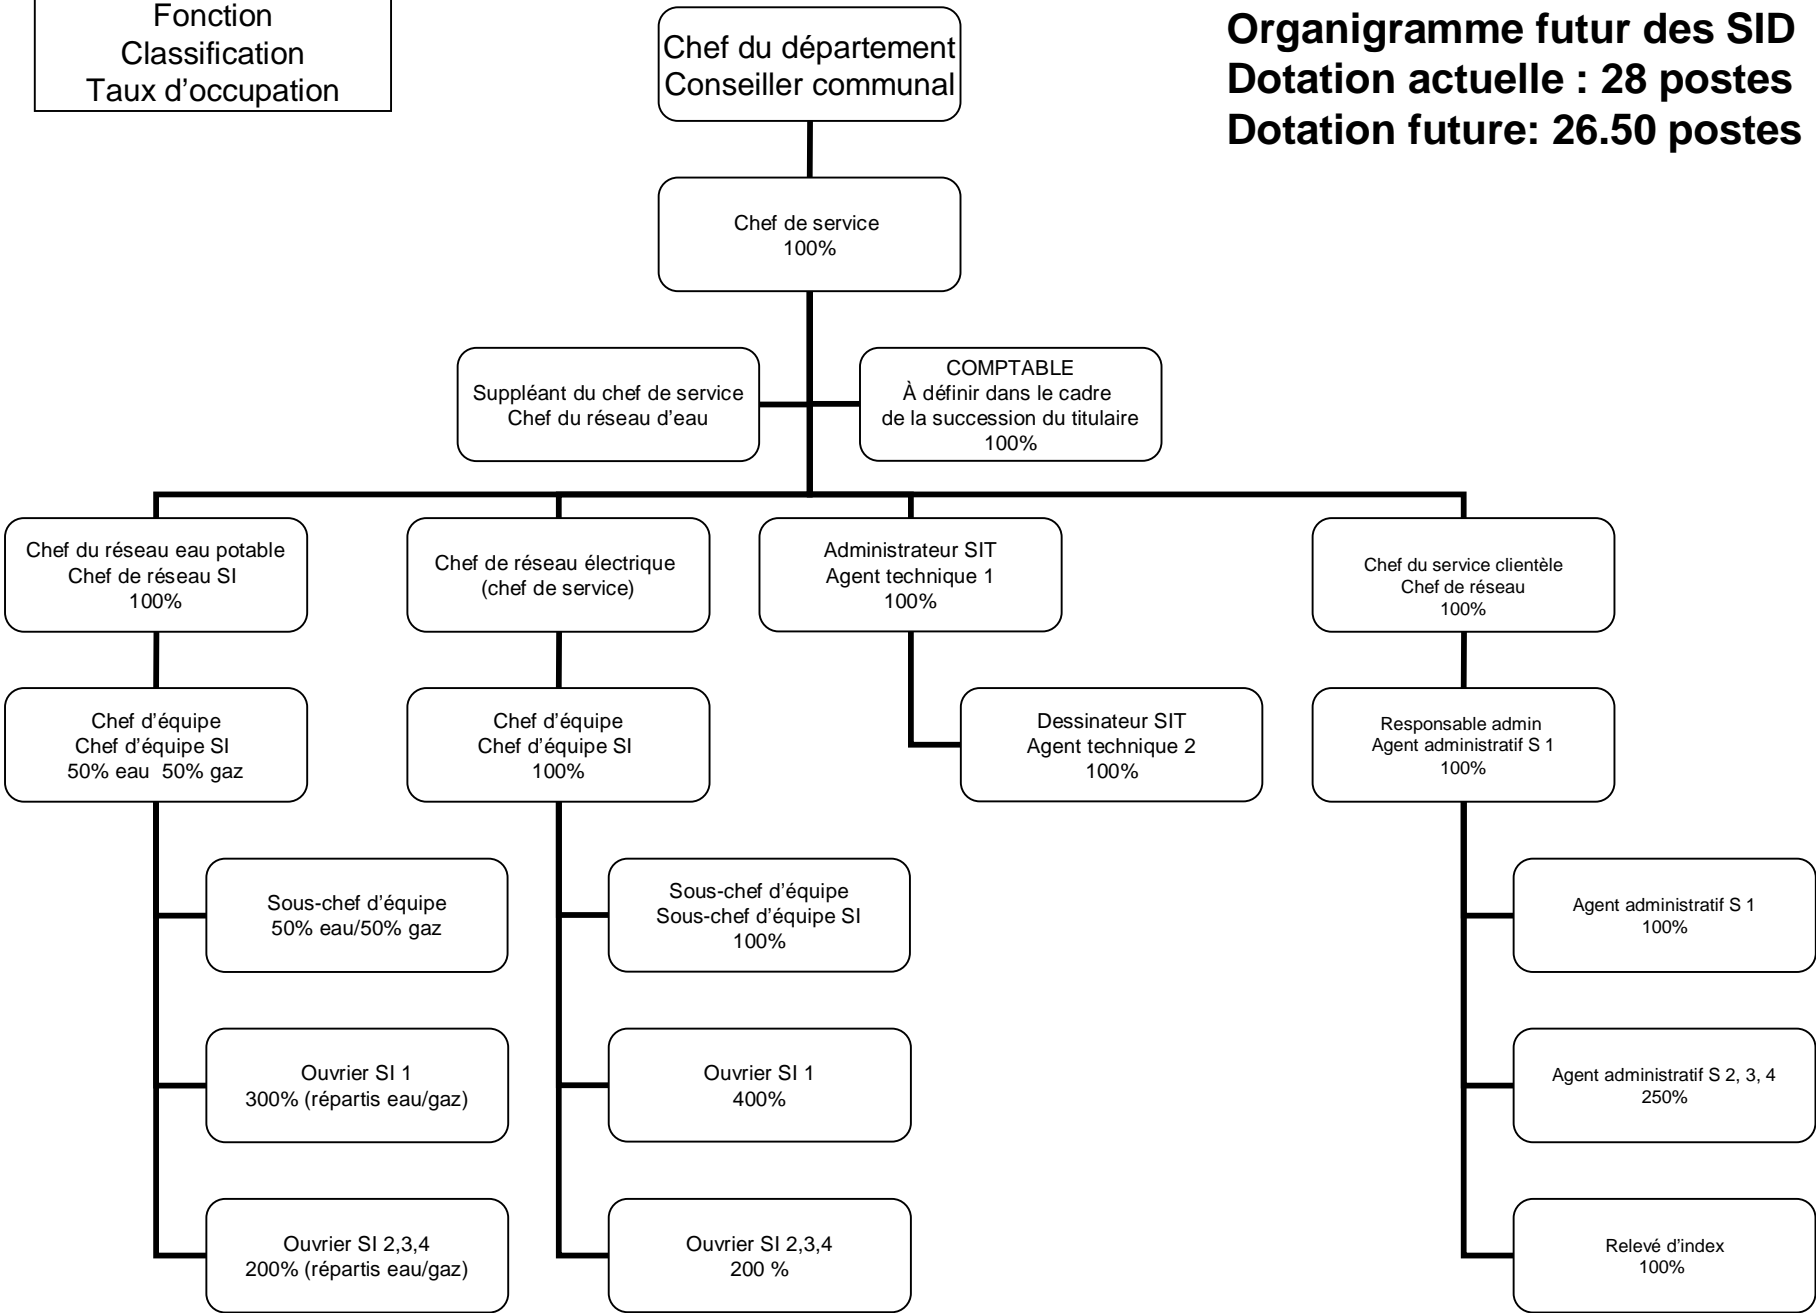 Fonction
Classification
Taux d'occupation
Organigramme futur des SID
Dotation actuelle : 28 postes
Dotation future: 26.50 postes
Chef du département
Conseiller communal
Chef de service
100%
Suppléant du chef de service
Chef du réseau d'eau
COMPTABLE
À définir dans le cadre
de la succession du titulaire
100%
Chef du réseau eau potable
Chef de réseau SI
100%
Chef de réseau électrique
(chef de service)
Administrateur SIT
Agent technique 1
100%
Chef du service clientèle
Chef de réseau
100%
Chef d'équipe
Chef d'équipe SI
50% eau  50% gaz
Chef d'équipe
Chef d'équipe SI
100%
Dessinateur SIT
Agent technique 2
100%
Responsable admin
Agent administratif S 1
100%
Sous-chef d'équipe
50% eau/50% gaz
Sous-chef d'équipe
Sous-chef d'équipe SI
100%
Agent administratif S 1
100%
Ouvrier SI 1
300% (répartis eau/gaz)
Ouvrier SI 1
400%
Agent administratif S 2, 3, 4
250%
Ouvrier SI 2,3,4
200% (répartis eau/gaz)
Ouvrier SI 2,3,4
200 %
Relevé d'index
100%